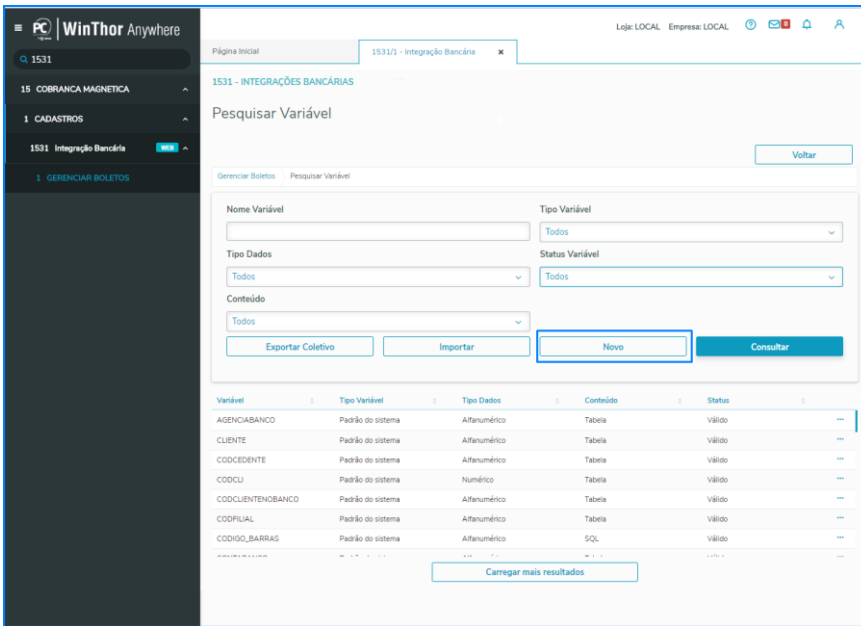 PC WinThor Anywhere
Loja: LOCAL Empresa: LOCAL
1531
Página Inicial
1531/1 - Integração Bancária
15 COBRANCA MAGNETICA
1 CADASTROS
1531 Integração Bancária WEB
1 GERENCIAR BOLETOS
1531 - INTEGRAÇÕES BANCÁRIAS
Pesquisar Variável
Voltar
Gerenciar Boletos Pesquisar Variável
Nome Variável Tipo Variável
Todos
Tipo Dados Status Variável
Todos Todos
Conteúdo
Todos
Exportar Coletivo Importar Novo Consultar
Variável Tipo Variável Tipo Dados Conteúdo Status
AGENCIABANCO Padrão do sistema Alfanumérico Tabela Válido
CLIENTE Padrão do sistema Alfanumérico Tabela Válido
CODCEDENTE Padrão do sistema Alfanumérico Tabela Válido
CODCLI Padrão do sistema Numérico Tabela Válido
CODCLIENTENOBANCO Padrão do sistema Alfanumérico Tabela Válido
CODFILIAL Padrão do sistema Alfanumérico Tabela Válido
CODIGO_BARRAS Padrão do sistema Alfanumérico SQL Válido
Carregar mais resultados